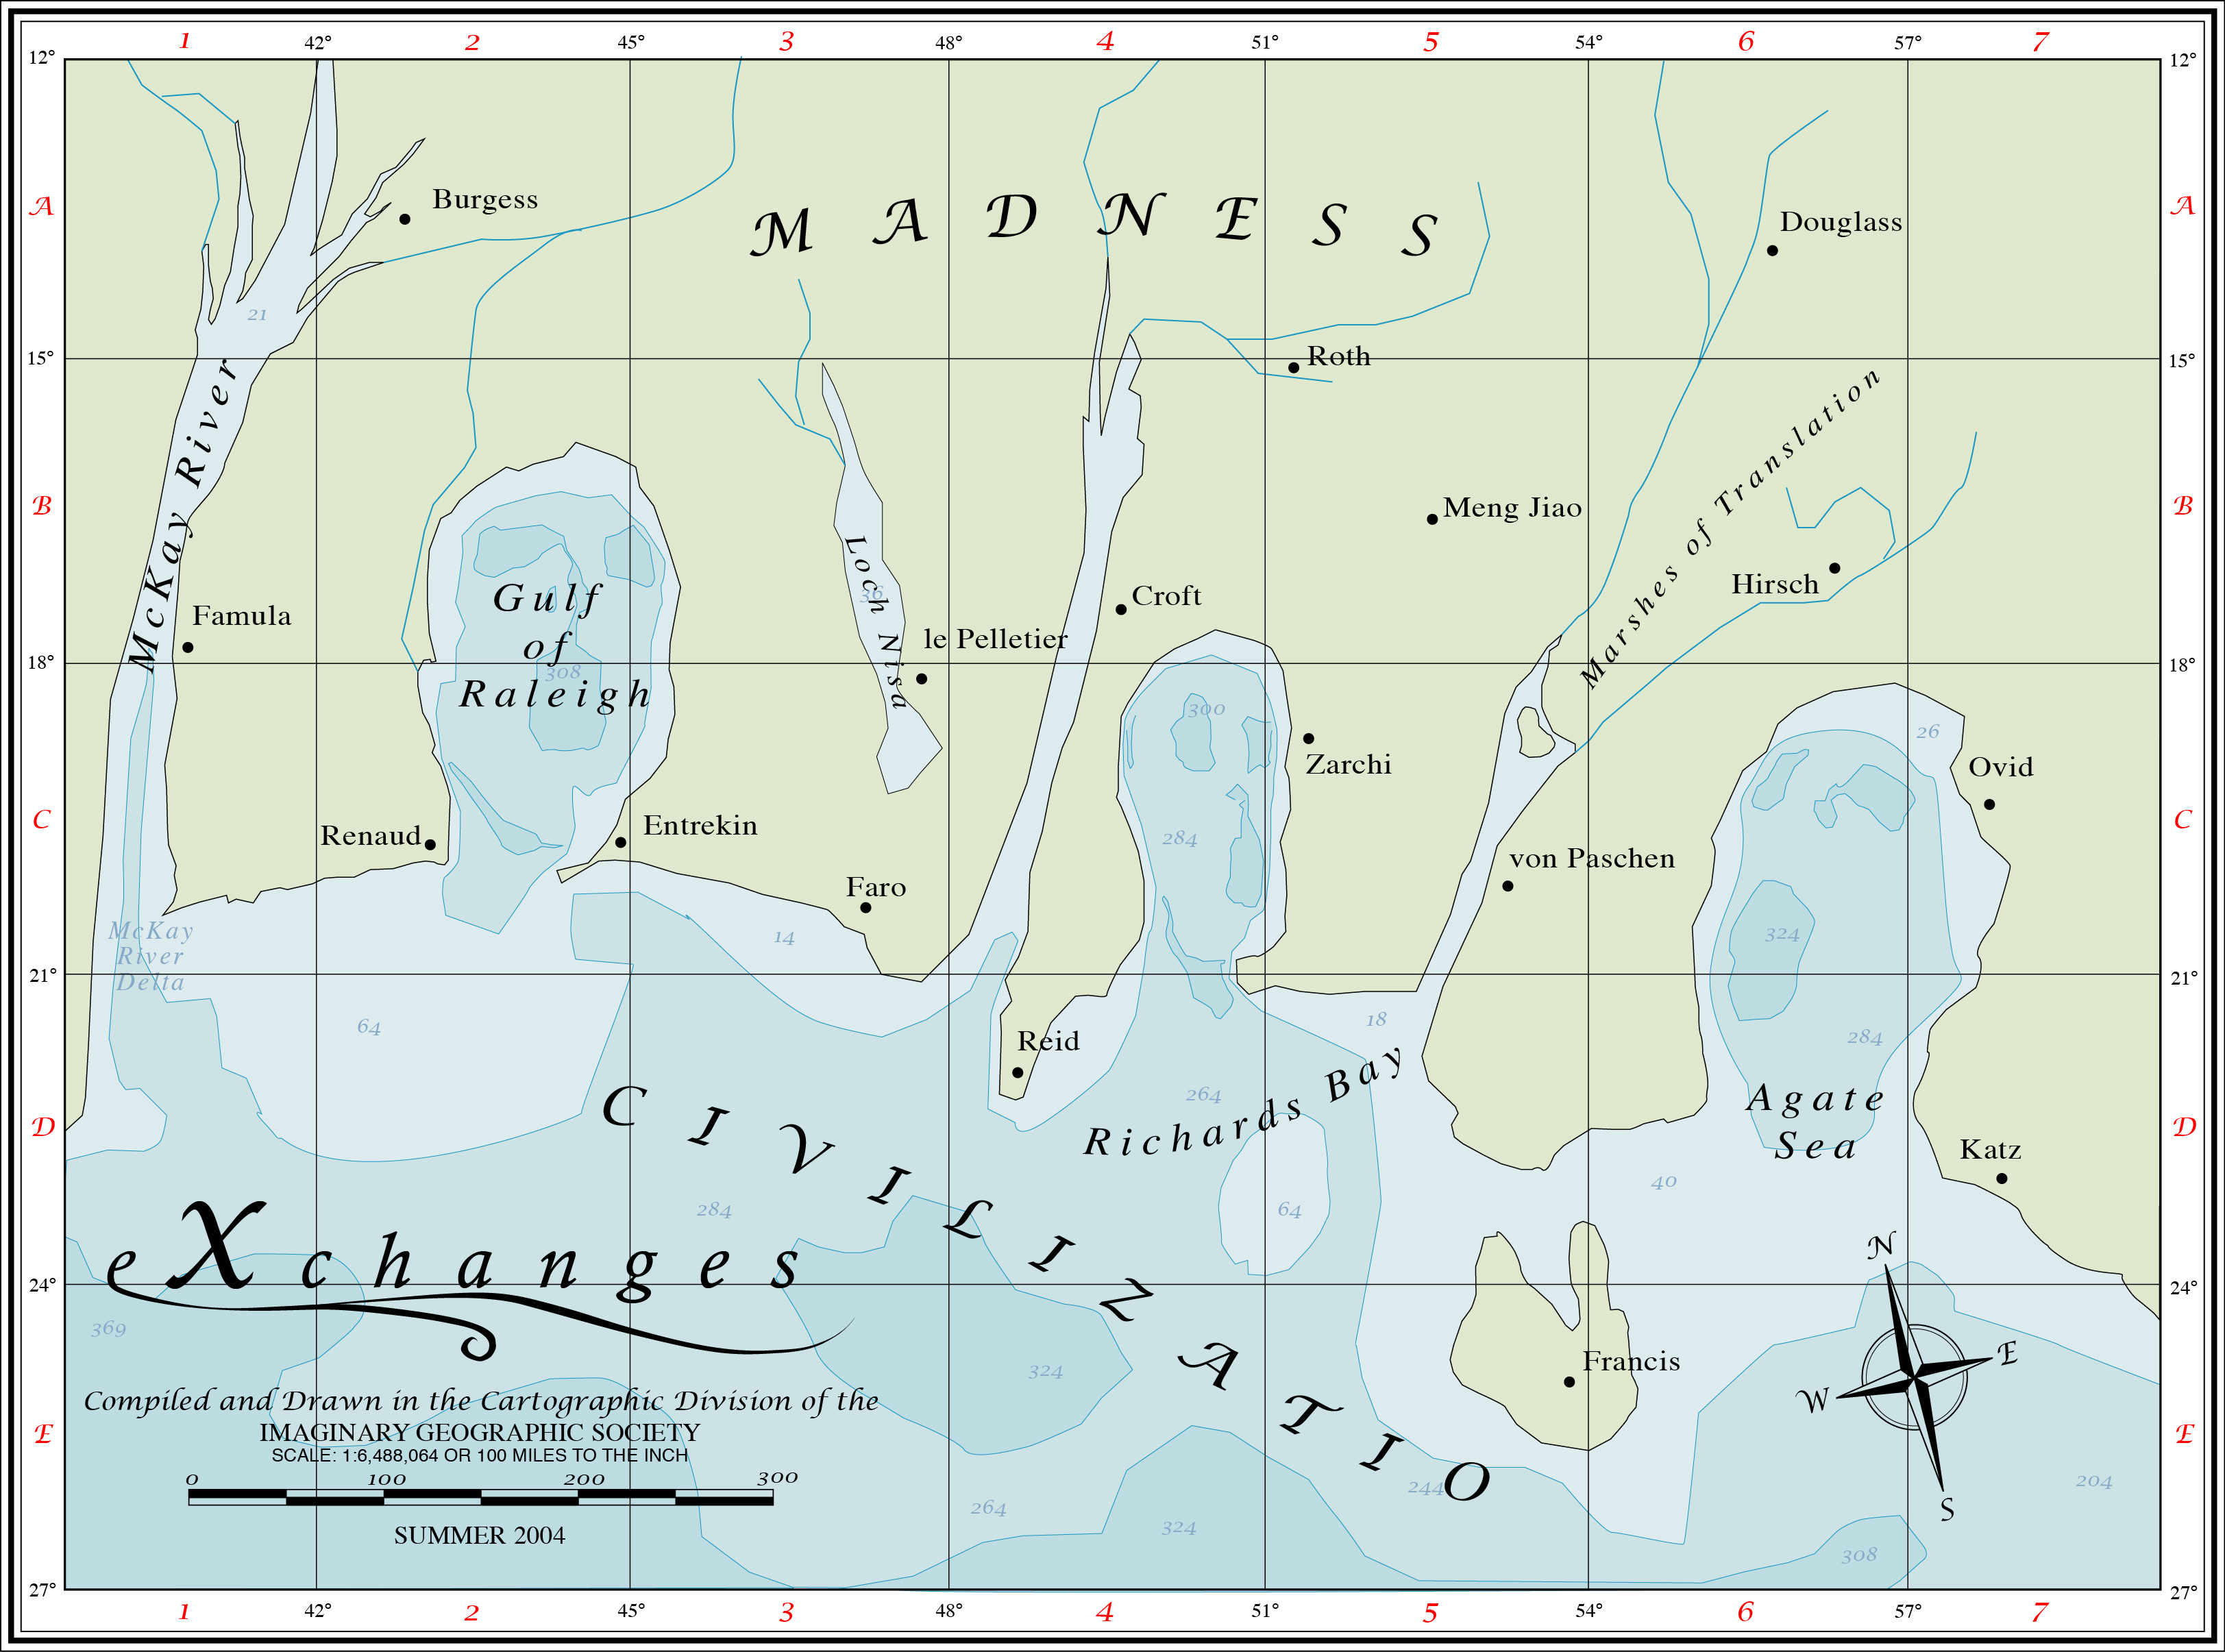 1 42° 2 45° 3 48° 4 51° 5 54° 6 57° 7
12° 12°
A A
Burgess
MADNESS
Douglass
21
15° 15°
Roth
McKay River
Marshes of Translation
B B
Meng Jiao
Loch Nisa
36
Hirsch
Gulf
of
Raleigh
308
Croft
Famula
le Pelletier
18° 18°
300
26
Zarchi
Ovid
C C
Renaud
Entrekin
284
von Paschen
Faro
McKay
River
Delta
14
324
21° 21°
64
18
284
Reid
Richards Bay
264
Agate
Sea
D D
CIVILIZATIO
Katz
40
284
64
eXchanges
N
E
W
S
24° 24°
369
324
Francis
Compiled and Drawn in the Cartographic Division of the
IMAGINARY GEOGRAPHIC SOCIETY
SCALE: 1:6,488,064 OR 100 MILES TO THE INCH
E E
0 100 200 300
244
204
264
324
308
SUMMER 2004
27° 27°
1 42° 2 45° 3 48° 4 51° 5 54° 6 57° 7